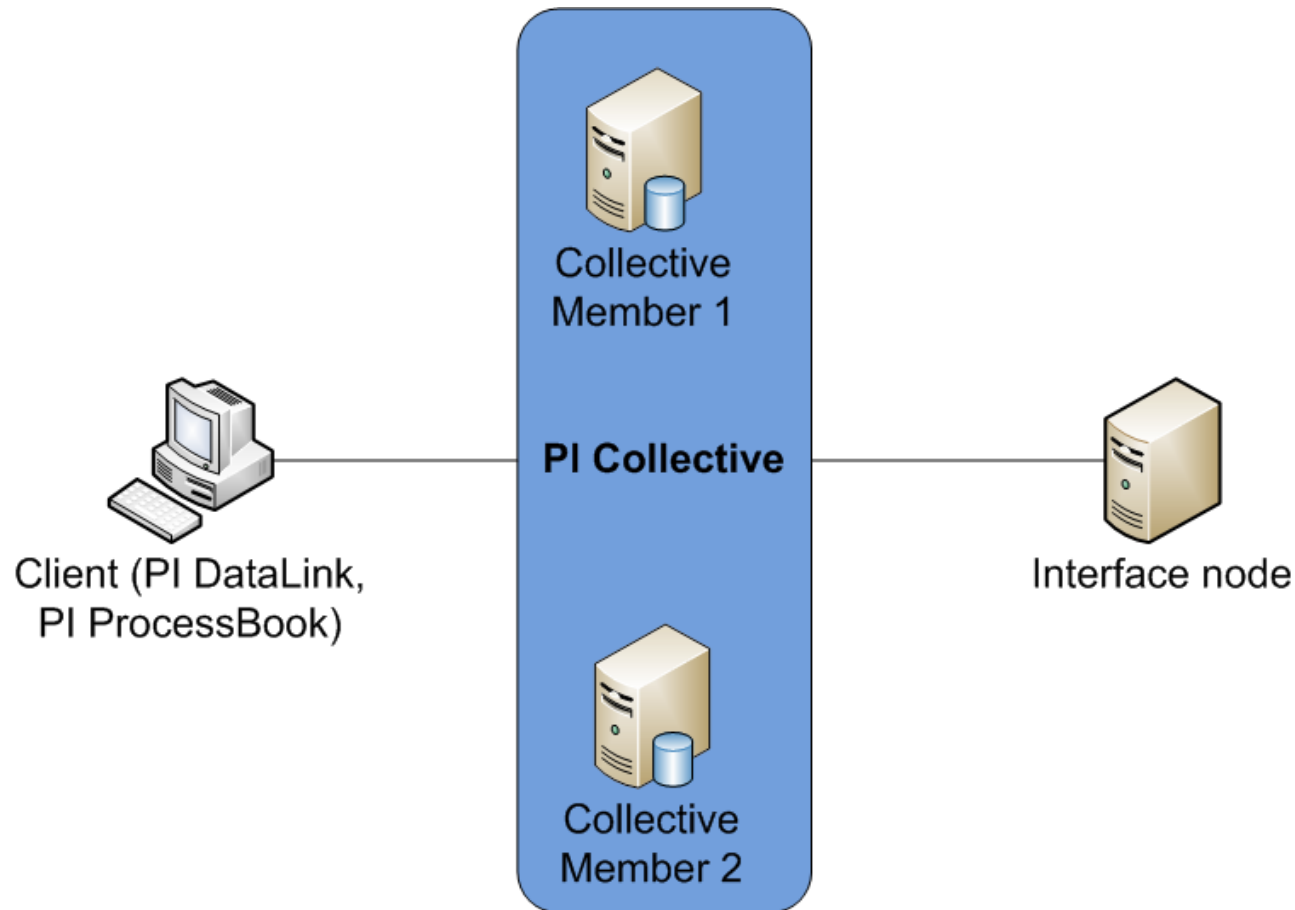 Collective
Member 1
PI Collective
Client (PI DataLink,
PI ProcessBook)
Interface node
Collective
Member 2